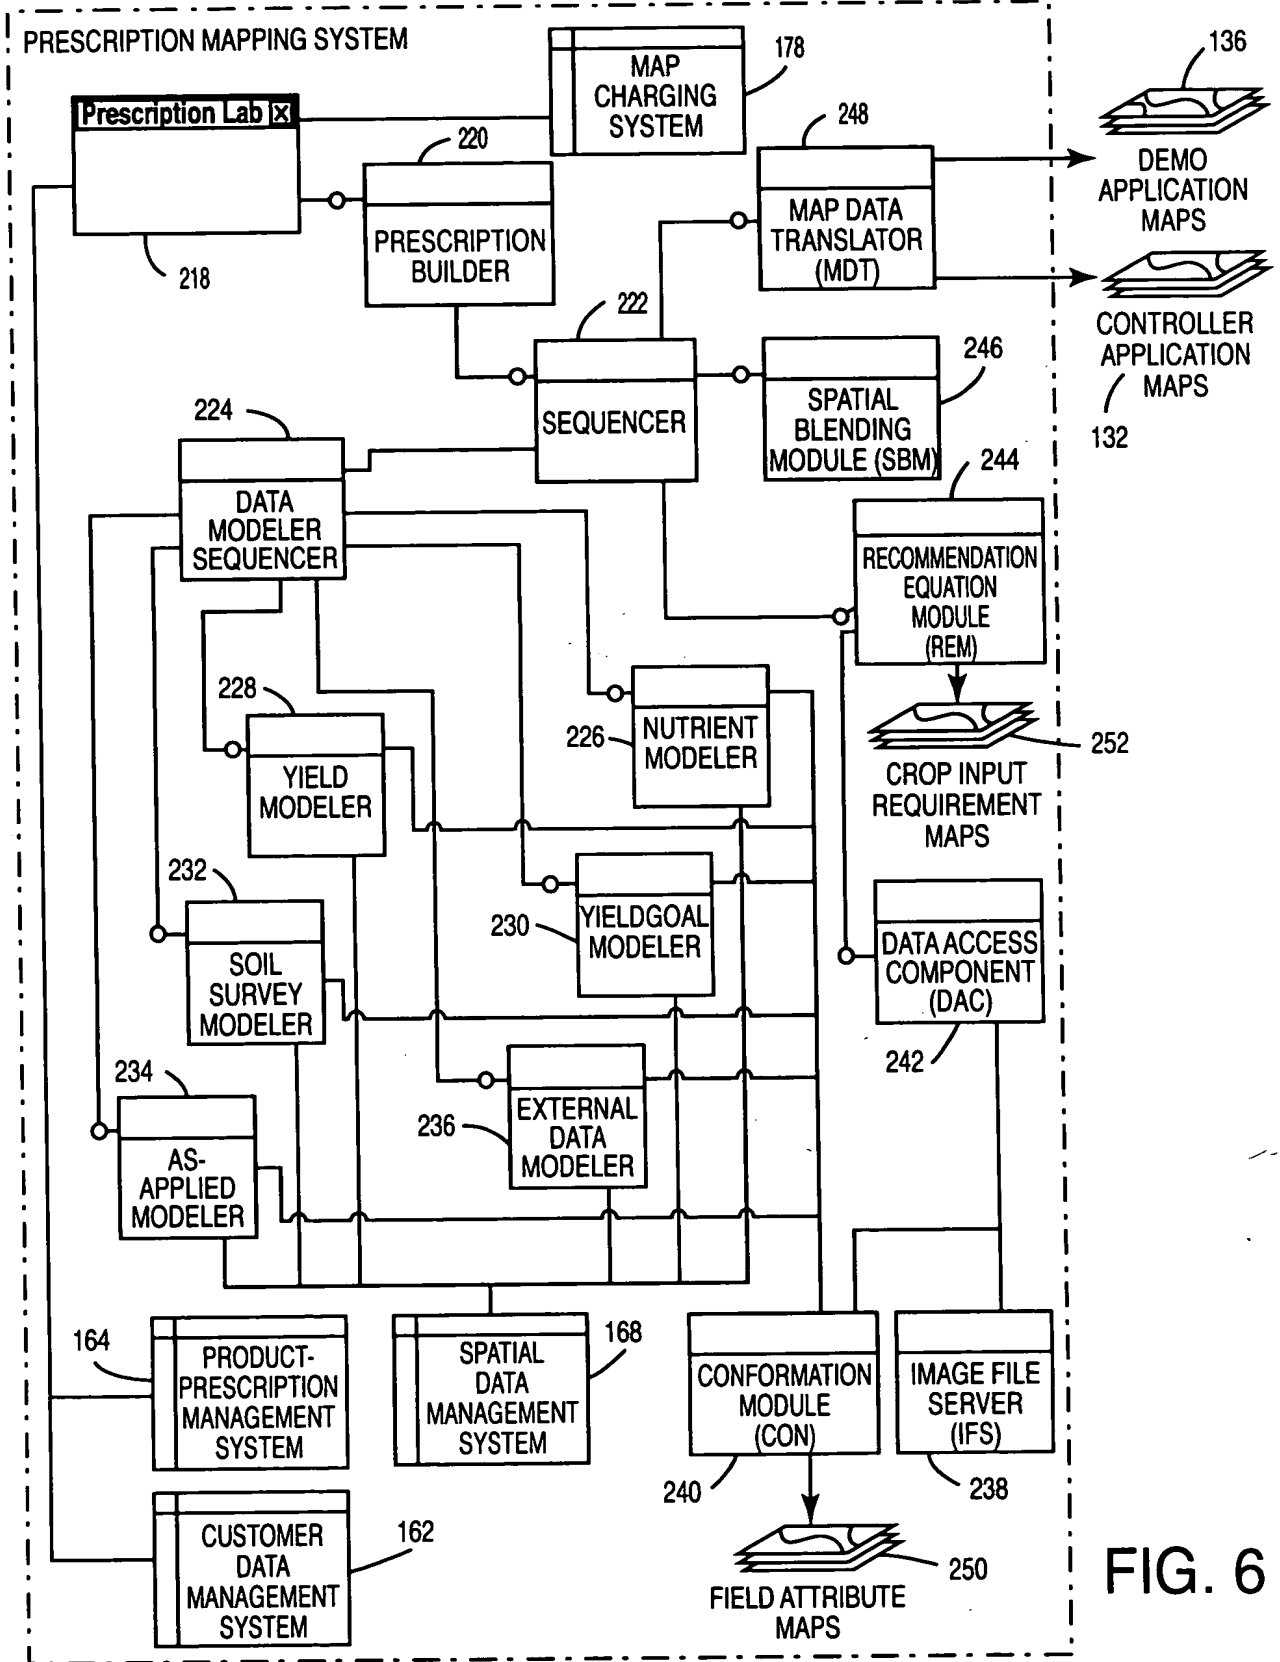 PRESCRIPTION MAPPING SYSTEM
Prescription Lab X
218
MAP
CHARGING
SYSTEM
178
220
PRESCRIPTION
BUILDER
248
MAP DATA
TRANSLATOR
(MDT)
136
DEMO
APPLICATION
MAPS
CONTROLLER
APPLICATION
MAPS
132
222
SEQUENCER
246
SPATIAL
BLENDING
MODULE (SBM)
224
DATA
MODELER
SEQUENCER
244
RECOMMENDATION
EQUATION
MODULE
(REM)
252
CROP INPUT
REQUIREMENT
MAPS
228
YIELD
MODELER
226
NUTRIENT
MODELER
232
SOIL
SURVEY
MODELER
230
YIELDGOAL
MODELER
DATA ACCESS
COMPONENT
(DAC)
242
234
AS-
APPLIED
MODELER
236
EXTERNAL
DATA
MODELER
164
PRODUCT-
PRESCRIPTION
MANAGEMENT
SYSTEM
168
SPATIAL
DATA
MANAGEMENT
SYSTEM
CONFORMATION
MODULE
(CON)
240
IMAGE FILE
SERVER
(IFS)
238
162
CUSTOMER
DATA
MANAGEMENT
SYSTEM
250
FIELD ATTRIBUTE
MAPS
FIG. 6